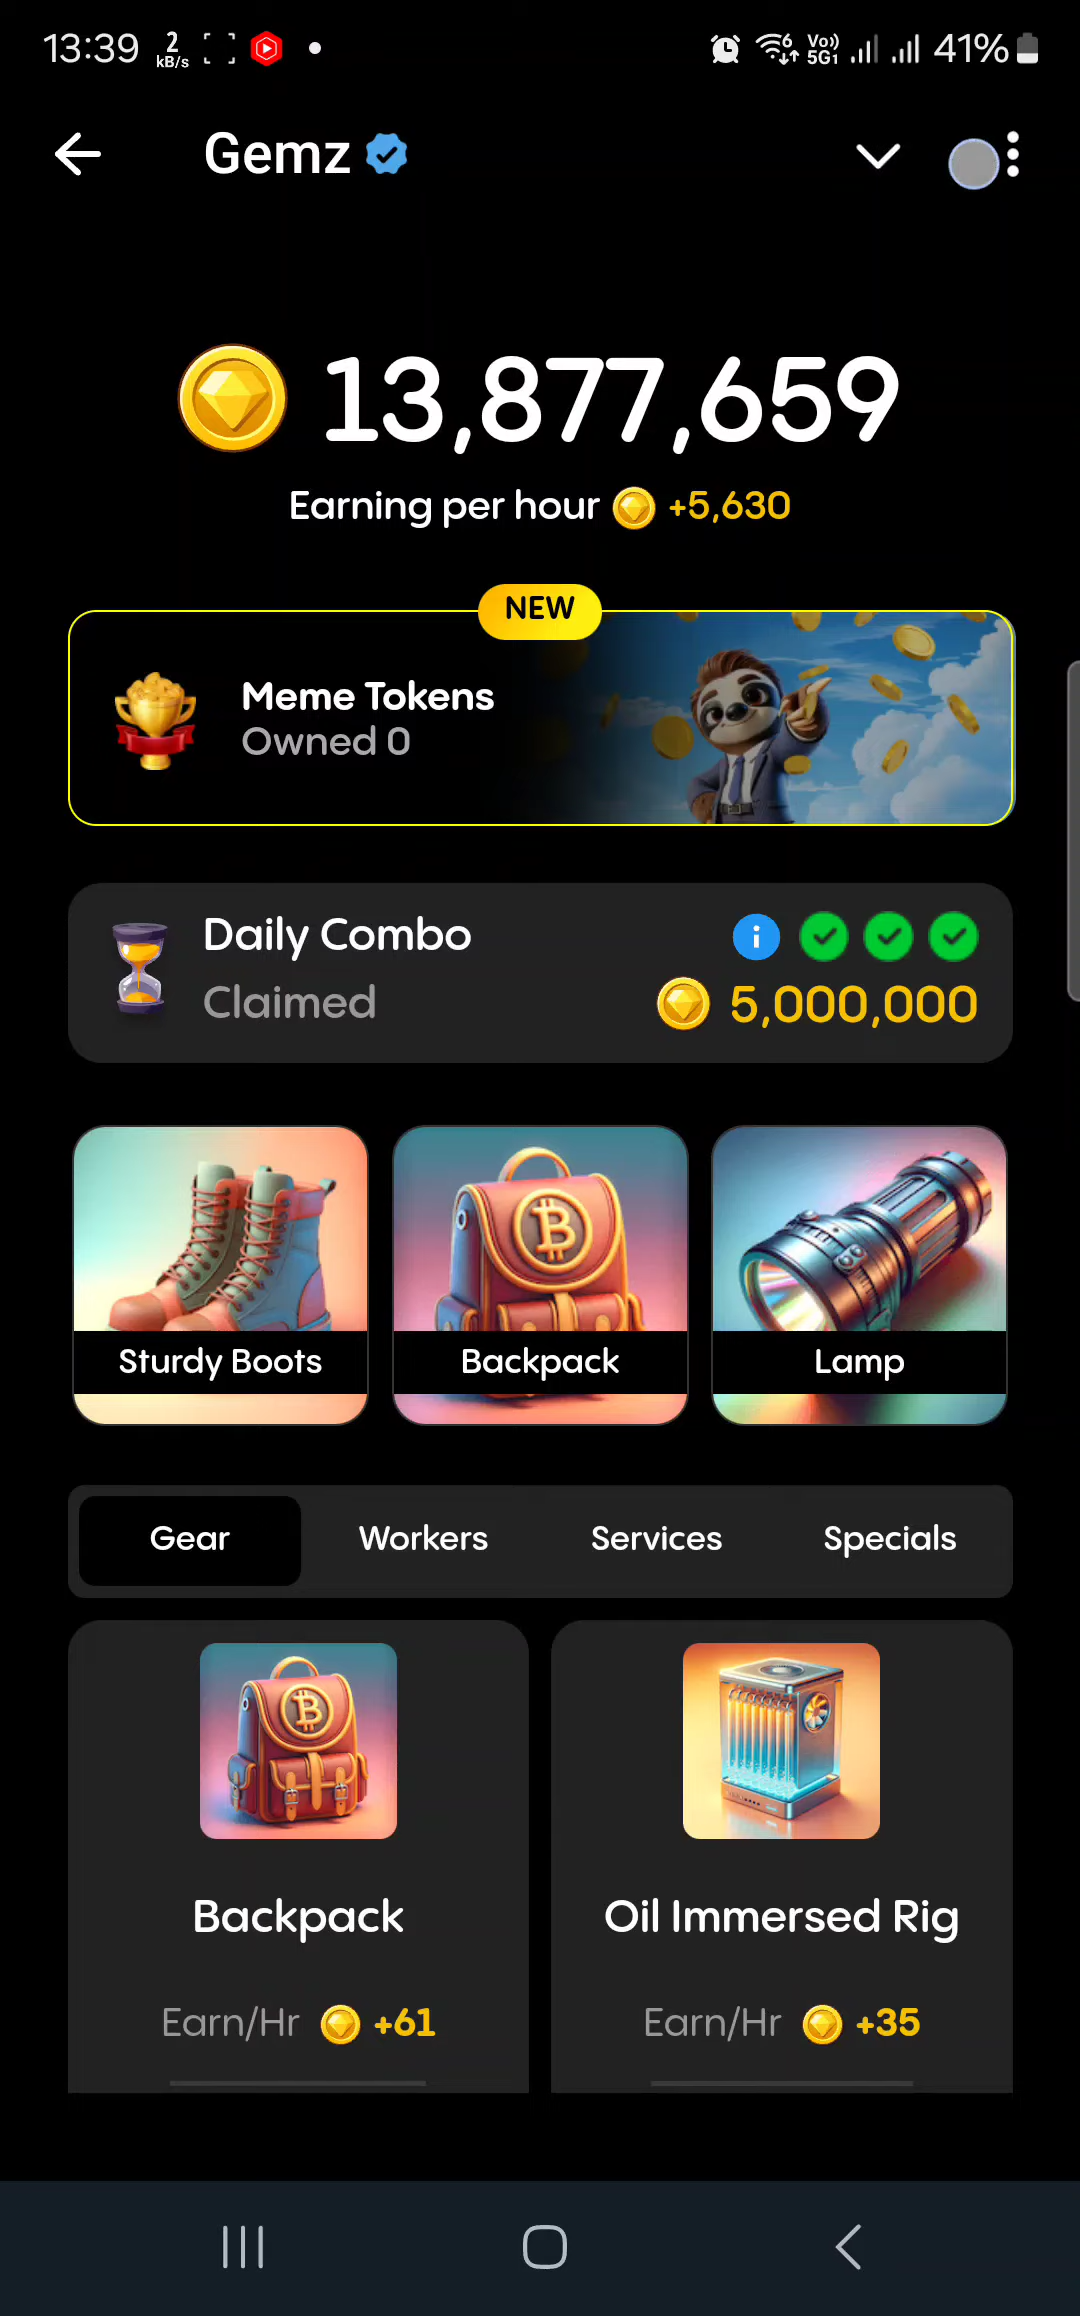 13:39 2 kB/s 6 Vo)) 5G1 41%
Gemz
13,877,659
Earning per hour +5,630
NEW
Meme Tokens
Owned 0
Daily Combo
Claimed 5,000,000
Sturdy Boots Backpack Lamp
Gear Workers Services Specials
Backpack Oil Immersed Rig
Earn/Hr +61 Earn/Hr +35